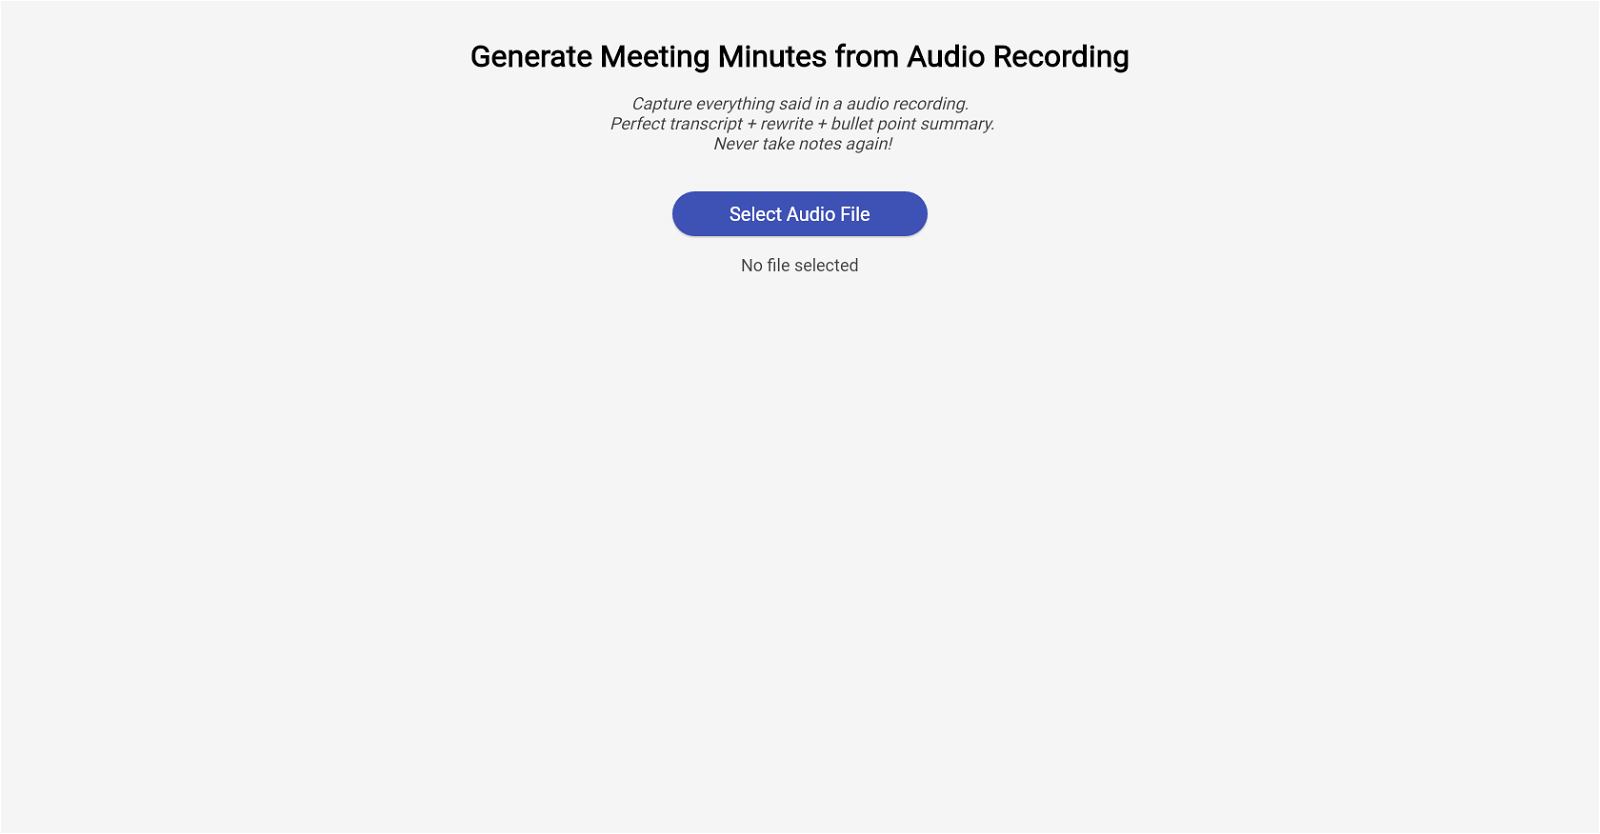 Generate Meeting Minutes from Audio Recording
Capture everything said in a audio recording.
Perfect transcript + rewrite + bullet point summary.
Never take notes again!
Select Audio File
No file selected